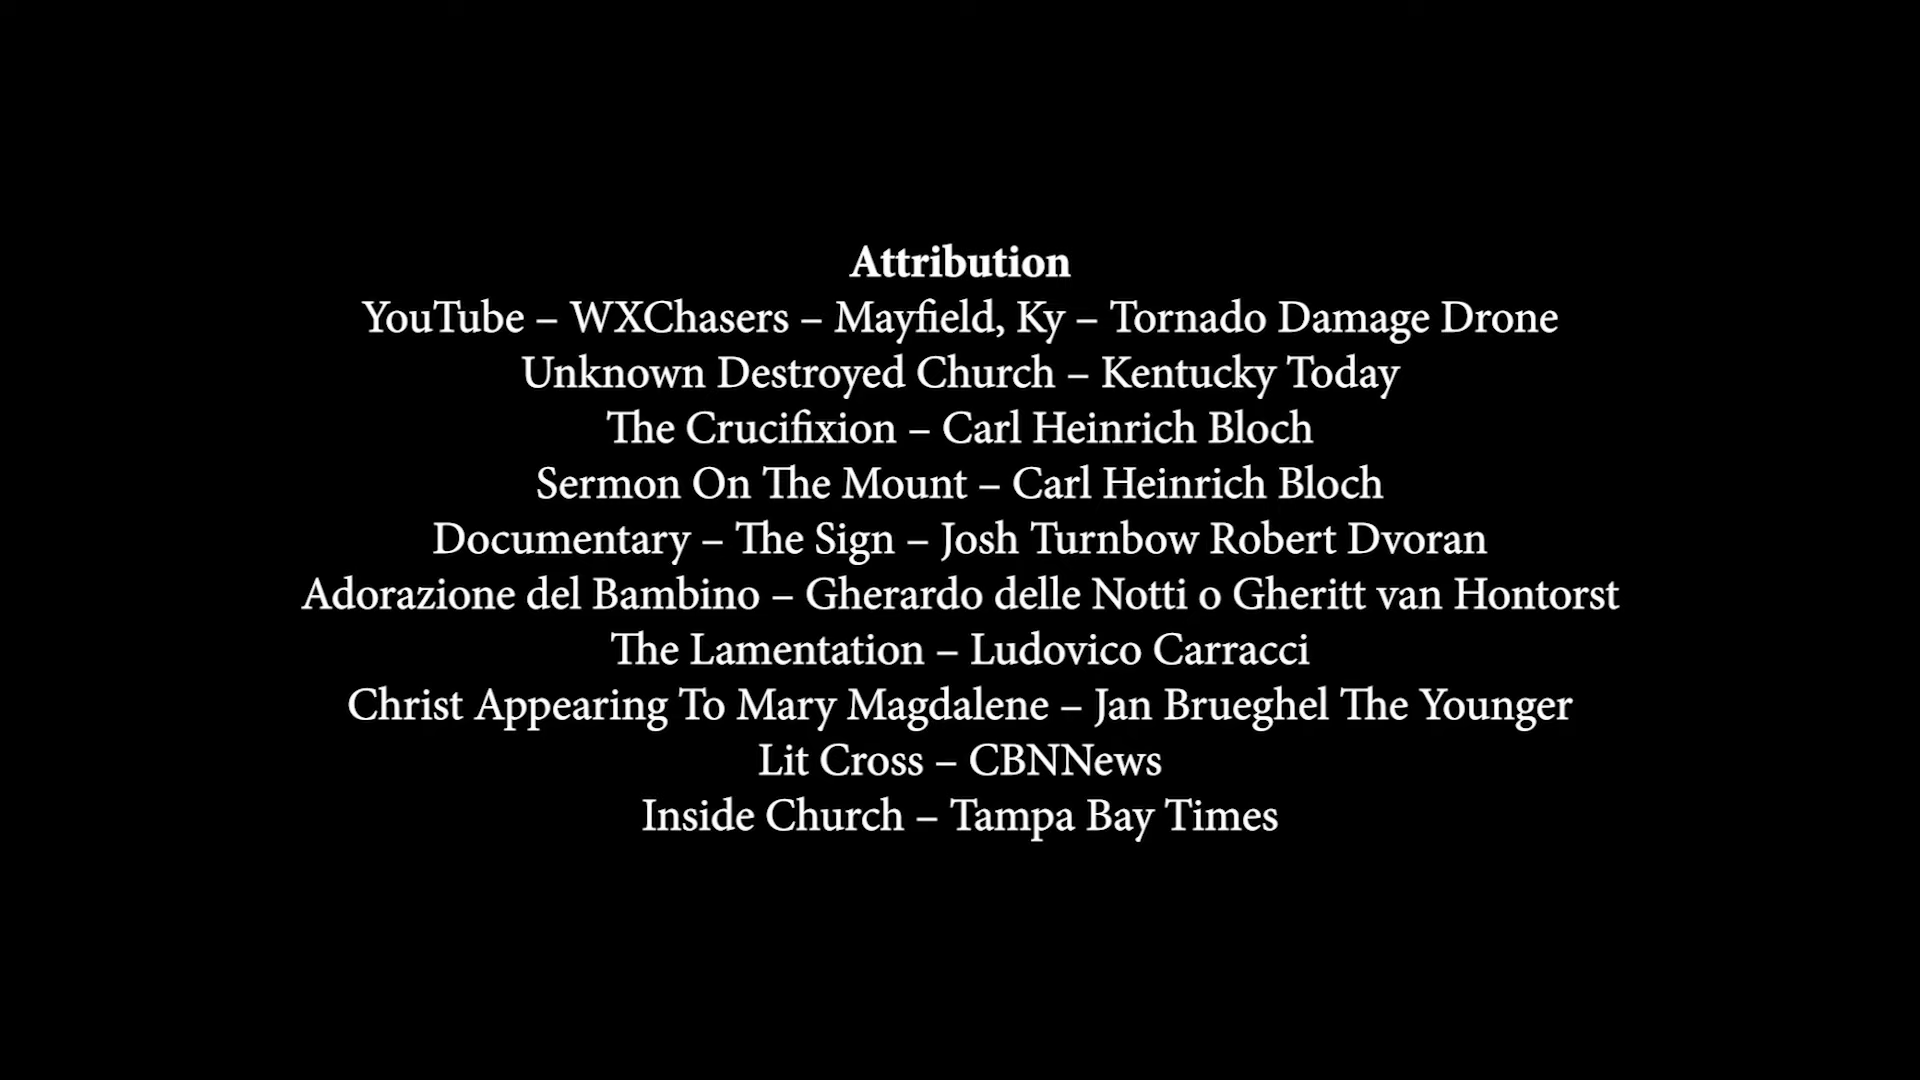 Attribution
YouTube – WXChasers – Mayfield, Ky – Tornado Damage Drone
Unknown Destroyed Church – Kentucky Today
The Crucifixion – Carl Heinrich Bloch
Sermon On The Mount – Carl Heinrich Bloch
Documentary – The Sign – Josh Turnbow Robert Dvoran
Adorazione del Bambino – Gherardo delle Notti o Gheritt van Hontorst
The Lamentation – Ludovico Carracci
Christ Appearing To Mary Magdalene – Jan Brueghel The Younger
Lit Cross – CBNNews
Inside Church – Tampa Bay Times